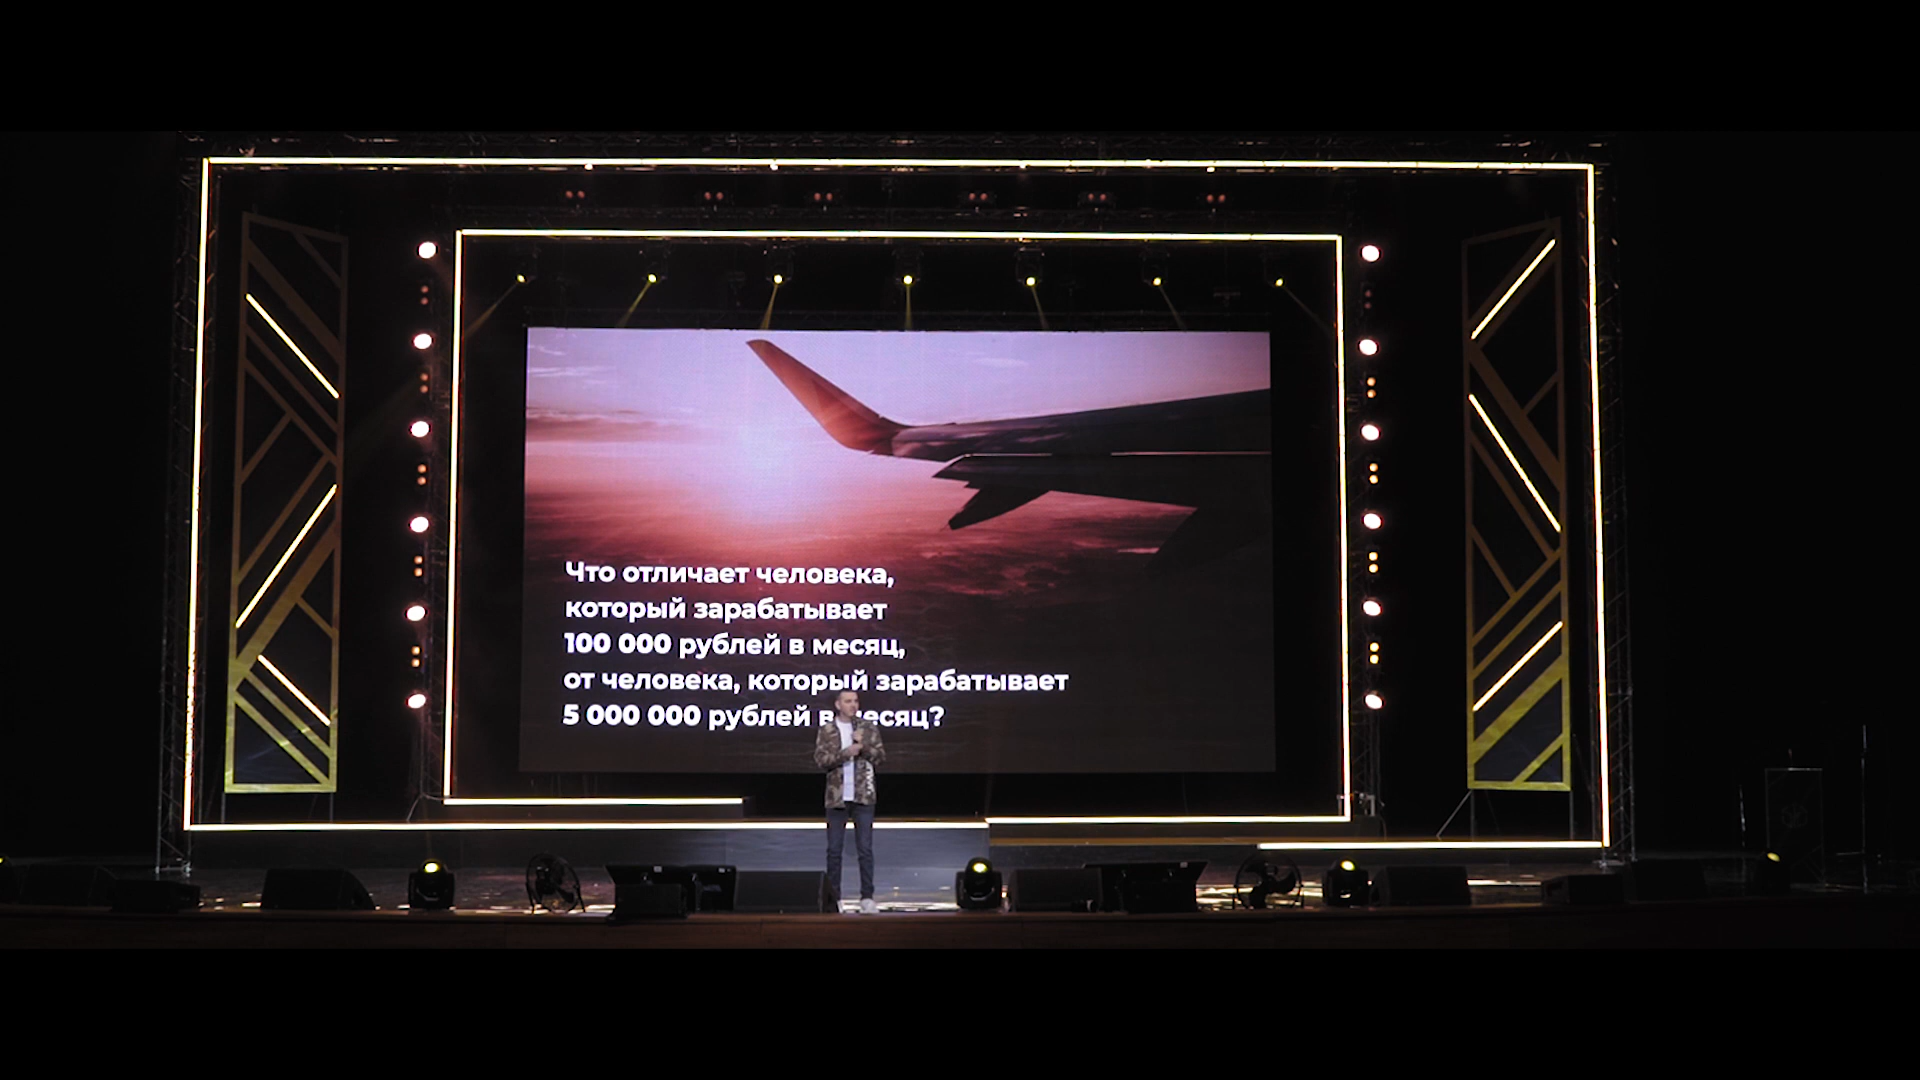 Что отличает человека,
который зарабатывает
100 000 рублей в месяц,
от человека, который зарабатывает
5 000 000 рублей в месяц?